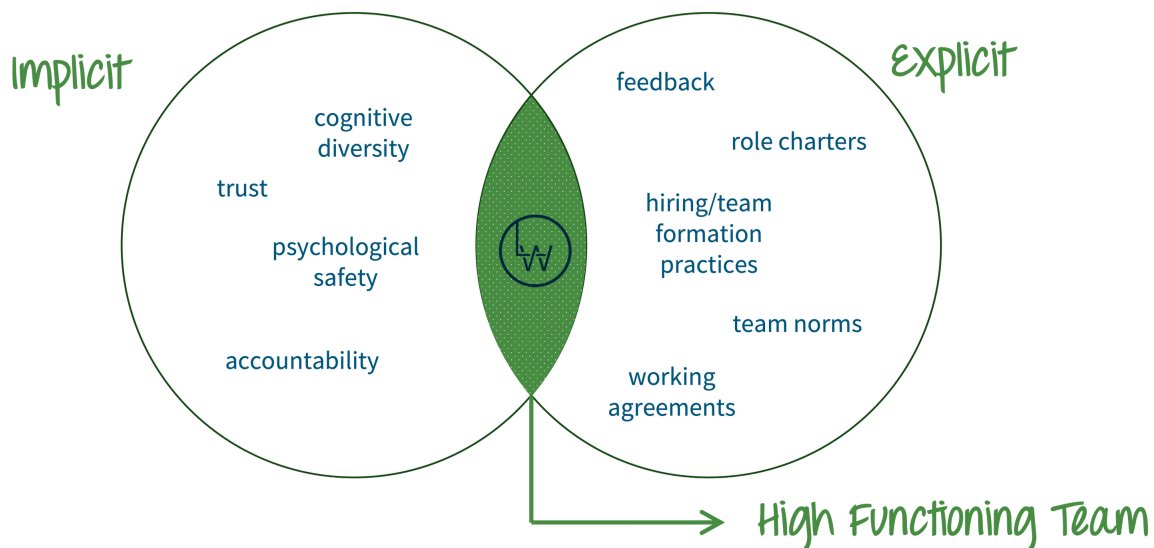 Implicit
cognitive
diversity
trust
psychological
safety
accountability
LW
Explicit
feedback
role charters
hiring/team
formation
practices
team norms
working
agreements
High Functioning Team